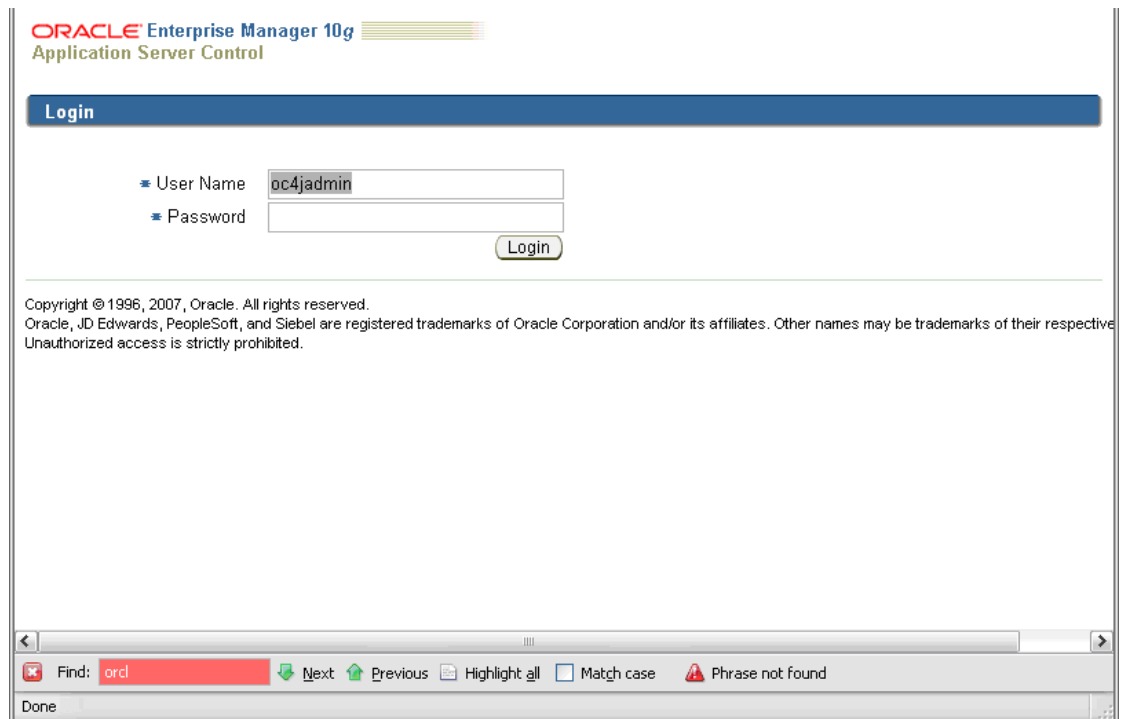 ORACLE Enterprise Manager 10g
Application Server Control
Login
User Name oc4jadmin
Password
Login
Copyright © 1996, 2007, Oracle. All rights reserved.
Oracle, JD Edwards, PeopleSoft, and Siebel are registered trademarks of Oracle Corporation and/or its affiliates. Other names may be trademarks of their respective
Unauthorized access is strictly prohibited.
Find: orcl Next Previous Highlight all Match case Phrase not found
Done